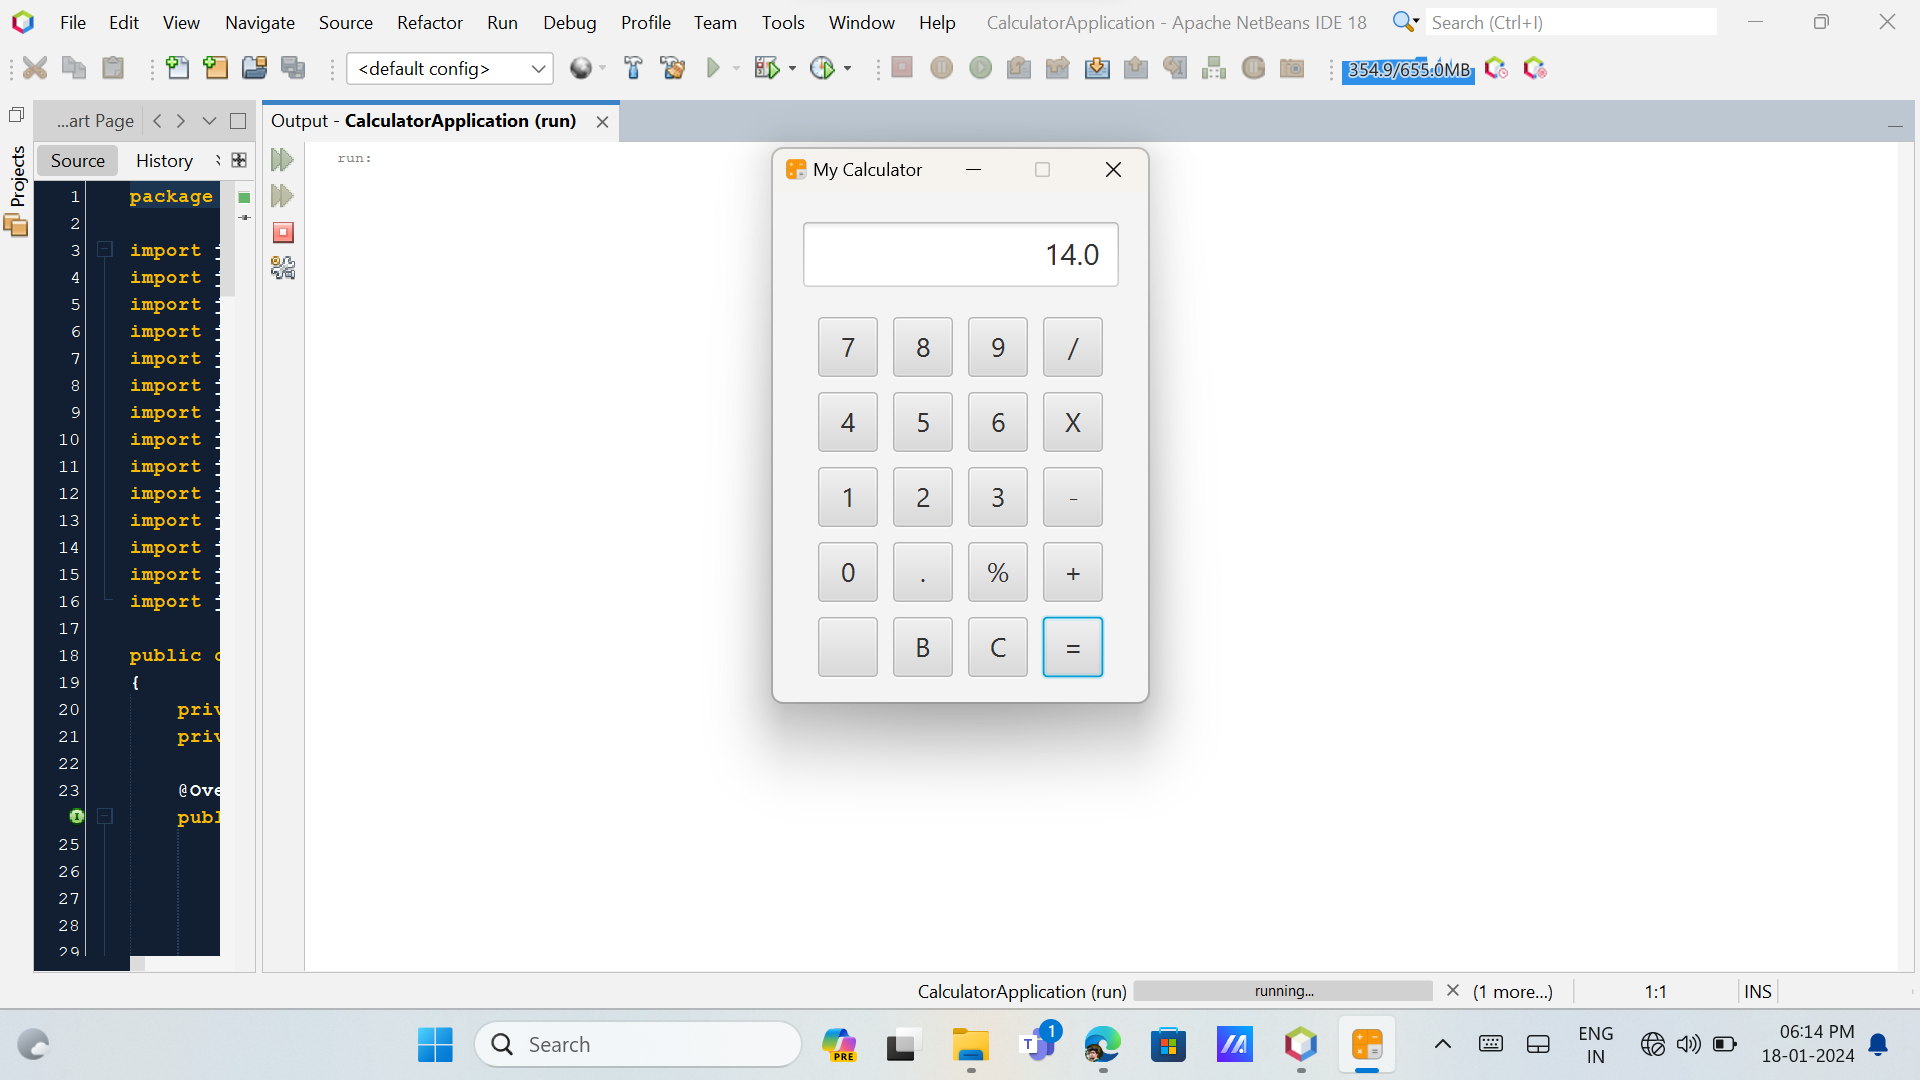 File Edit View Navigate Source Refactor Run Debug Profile Team Tools Window Help CalculatorApplication - Apache NetBeans IDE 18 Search (Ctrl+I)
<default config> 354.9/655.0MB
...art Page
Output - CalculatorApplication (run)
Projects
Source History
run:
1 package
2
3 import
4 import
5 import
6 import
7 import
8 import
9 import
10 import
11 import
12 import
13 import
14 import
15 import
16 import
17
18 public
19 {
20 priv
21 priv
22
23 @Ove
publ
25
26
27
28
29
My Calculator
14.0
7 8 9 /
4 5 6 X
1 2 3 -
0 . % +
B C =
CalculatorApplication (run) running... (1 more...) 1:1 INS
Search
PRE
T 1
ENG
IN
06:14 PM
18-01-2024